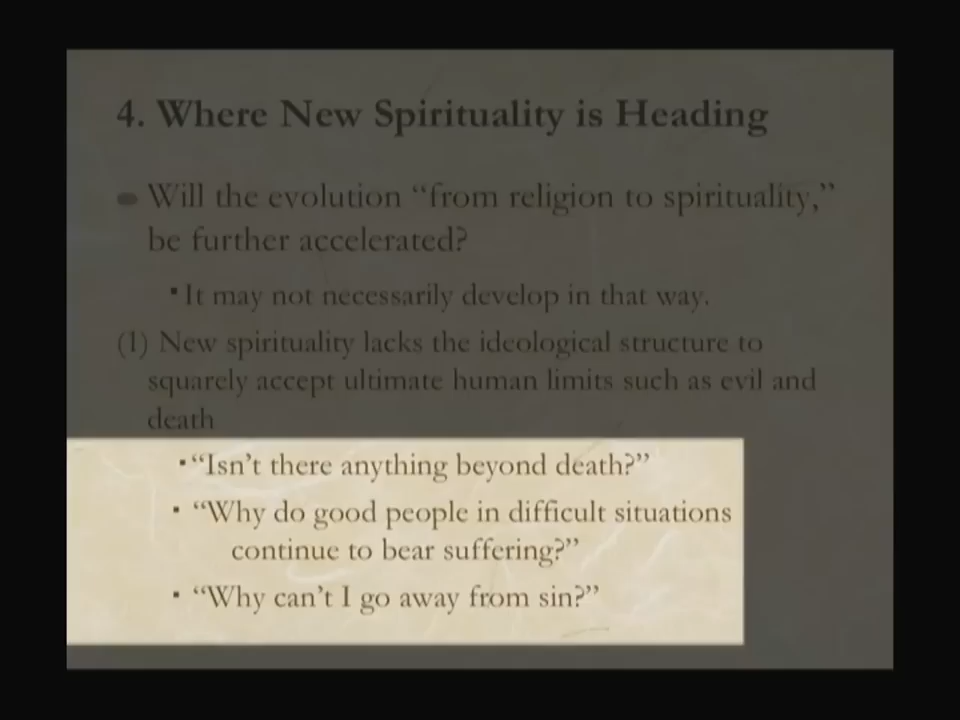 4. Where New Spirituality is Heading
Will the evolution “from religion to spirituality,”
be further accelerated?
▪It may not necessarily develop in that way.
(1) New spirituality lacks the ideological structure to
squarely accept ultimate human limits such as evil and
death
▪“Isn’t there anything beyond death?”
▪ “Why do good people in difficult situations
continue to bear suffering?”
▪ “Why can’t I go away from sin?”